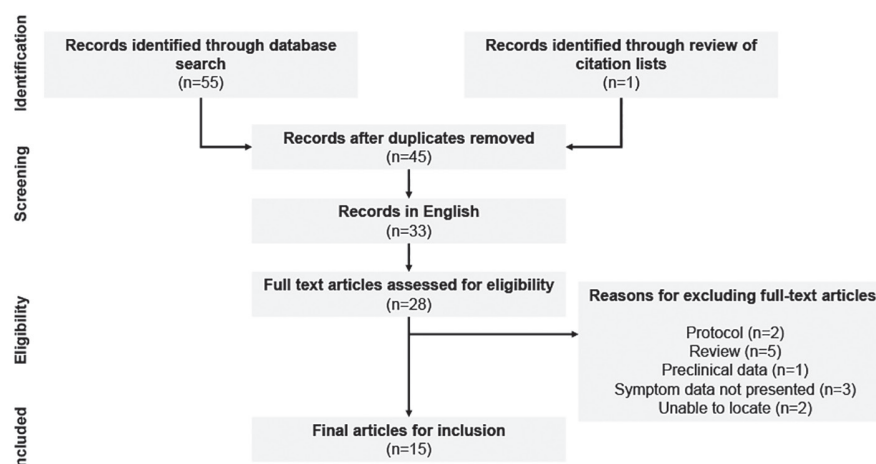 Identification
Records identified through database
search
(n=55)
Records identified through review of
citation lists
(n=1)
Screening
Records after duplicates removed
(n=45)
Records in English
(n=33)
Eligibility
Full text articles assessed for eligibility
(n=28)
Reasons for excluding full-text articles
Protocol (n=2)
Review (n=5)
Preclinical data (n=1)
Symptom data not presented (n=3)
Unable to locate (n=2)
ncluded
Final articles for inclusion
(n=15)